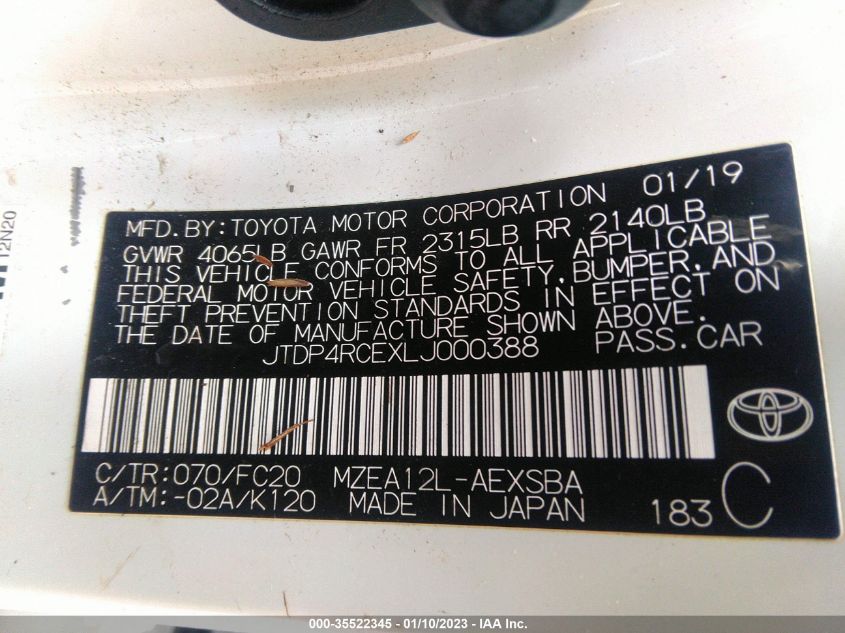 12N20
MFD.BY:TOYOTA MOTOR CORPORATION 01/19
GVWR 4065LB GAWR FR 2315LB RR 2140LB
THIS VEHICLE CONFORMS TO ALL APPLICABLE
FEDERAL MOTOR VEHICLE SAFETY,BUMPER,AND
THEFT PREVENTION STANDARDS IN EFFECT ON
THE DATE OF MANUFACTURE SHOWN ABOVE.
JTDP4RCEXLJ000388 PASS.CAR
C/TR:070/FC20 MZEA12L-AEXSBA
A/TM:-02A/K120 MADE IN JAPAN 183 C
000-35522345 - 01/10/2023 - IAA Inc.